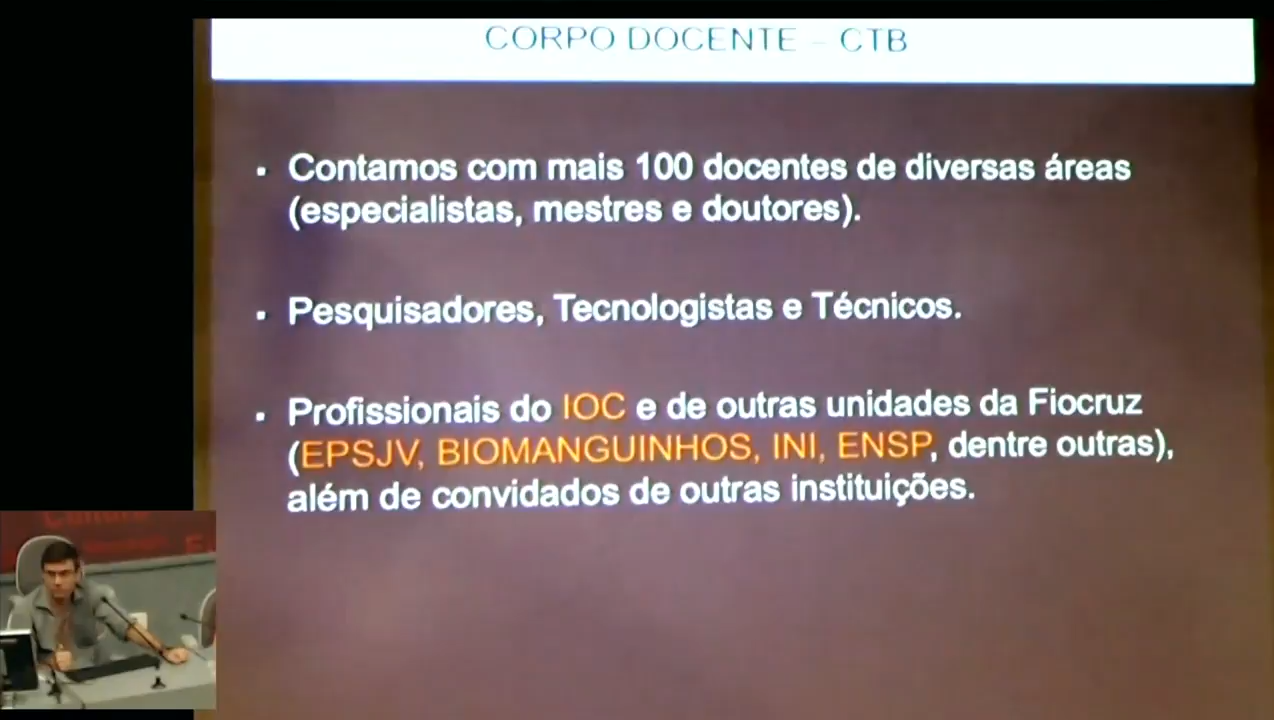 CORPO DOCENTE – CTB
▪ Contamos com mais 100 docentes de diversas áreas
(especialistas, mestres e doutores).
▪ Pesquisadores, Tecnologistas e Técnicos.
▪ Profissionais do IOC e de outras unidades da Fiocruz
(EPSJV, BIOMANGUINHOS, INI, ENSP, dentre outras),
além de convidados de outras instituições.